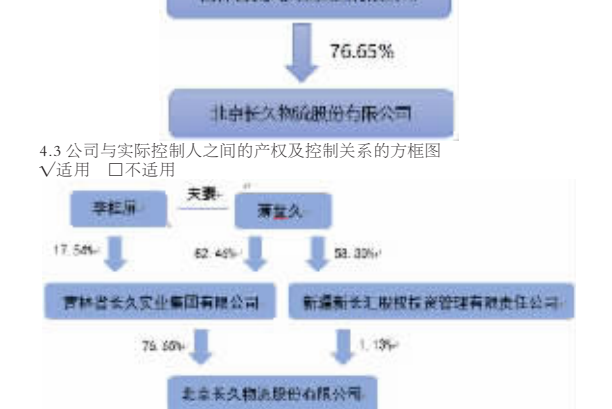 76.65%
北京长久物流股份有限公司
4.3 公司与实际控制人之间的产权及控制关系的方框图
√适用 □不适用
李桂屏 夫妻 薄世久
17.54% 82.46% 58.30%
吉林省长久实业集团有限公司 新疆新长汇股权投资管理有限责任公司
76.65% 1.13%
北京长久物流股份有限公司